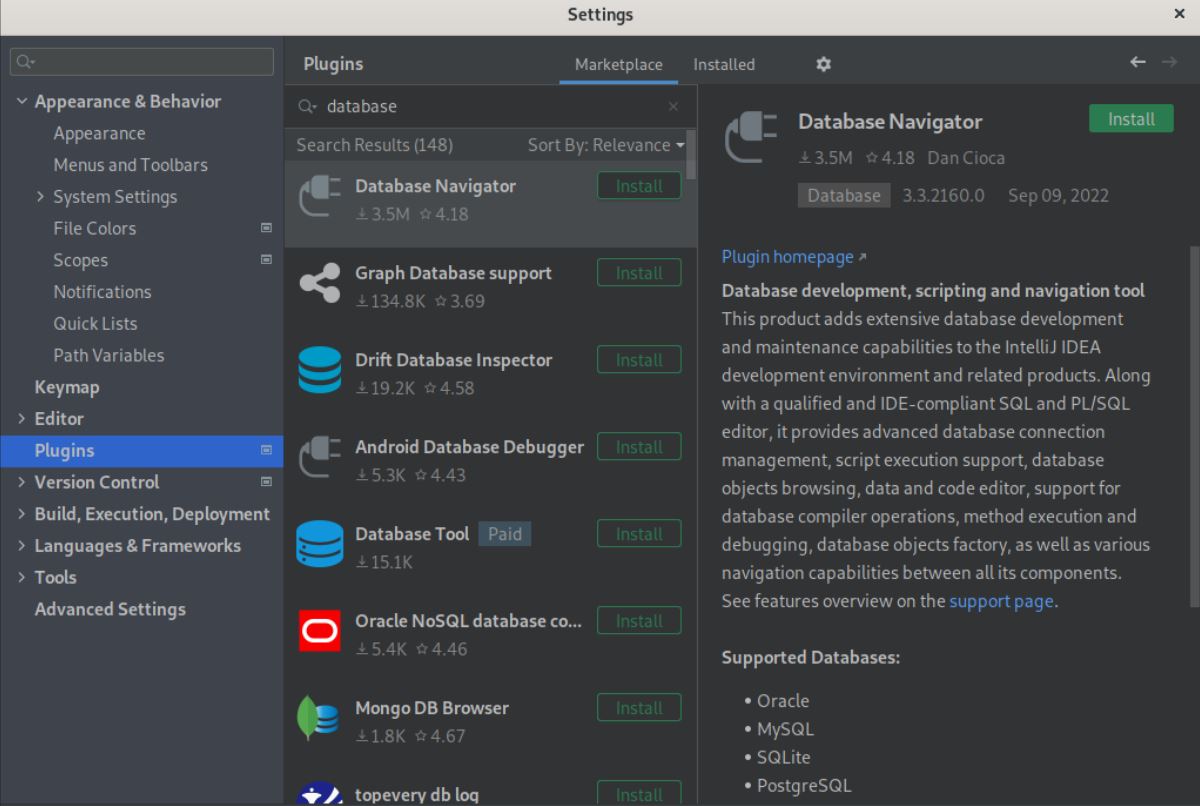 Settings
Appearance & Behavior
Appearance
Menus and Toolbars
System Settings
File Colors
Scopes
Notifications
Quick Lists
Path Variables
Keymap
Editor
Plugins
Version Control
Build, Execution, Deployment
Languages & Frameworks
Tools
Advanced Settings
Plugins Marketplace Installed
database
Search Results (148) Sort By: Relevance
Database Navigator Install
3.5M 4.18
Graph Database support Install
134.8K 3.69
Drift Database Inspector Install
19.2K 4.58
Android Database Debugger Install
5.3K 4.43
Database Tool Paid Install
15.1K
Oracle NoSQL database co... Install
5.4K 4.46
Mongo DB Browser Install
1.8K 4.67
topevery db log Install
Database Navigator Install
3.5M 4.18 Dan Cioca
Database 3.3.2160.0 Sep 09, 2022
Plugin homepage
Database development, scripting and navigation tool
This product adds extensive database development
and maintenance capabilities to the IntelliJ IDEA
development environment and related products. Along
with a qualified and IDE-compliant SQL and PL/SQL
editor, it provides advanced database connection
management, script execution support, database
objects browsing, data and code editor, support for
database compiler operations, method execution and
debugging, database objects factory, as well as various
navigation capabilities between all its components.
See features overview on the support page.
Supported Databases:
• Oracle
• MySQL
• SQLite
• PostgreSQL